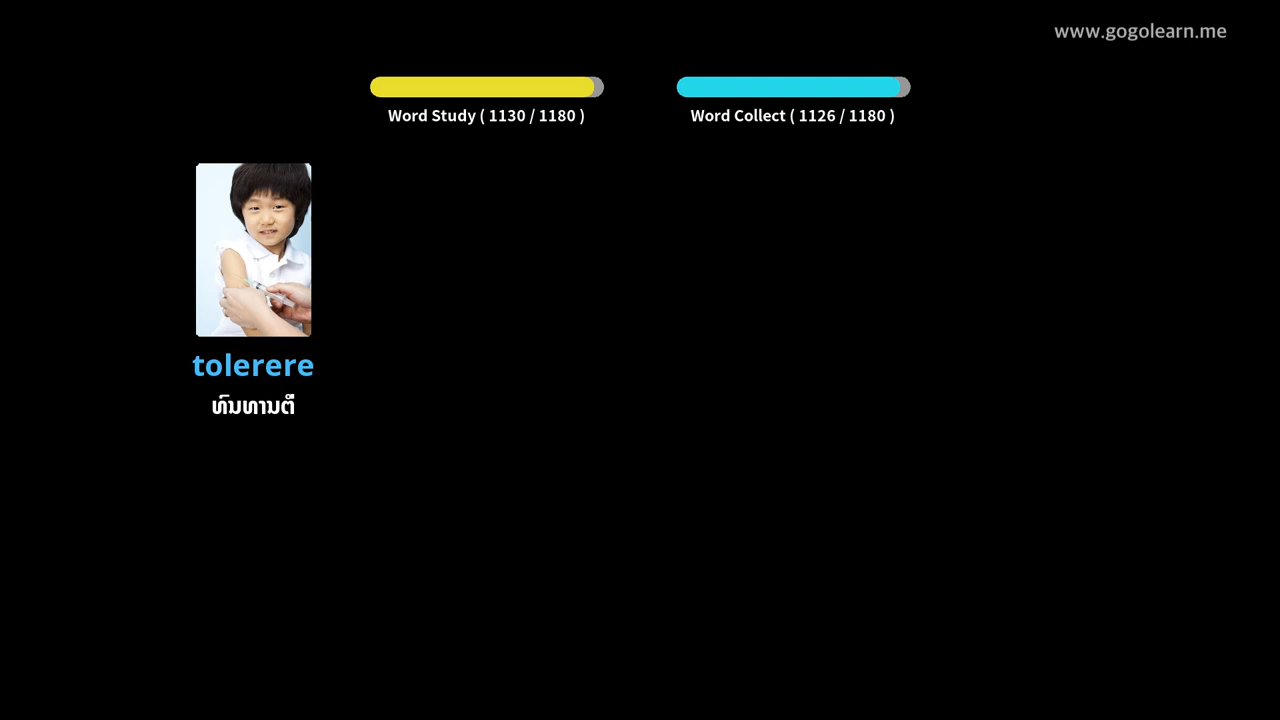 www.gogolearn.me
Word Study ( 1130 / 1180 )
Word Collect ( 1126 / 1180 )
tolerere
ທົນທານຕໍ່